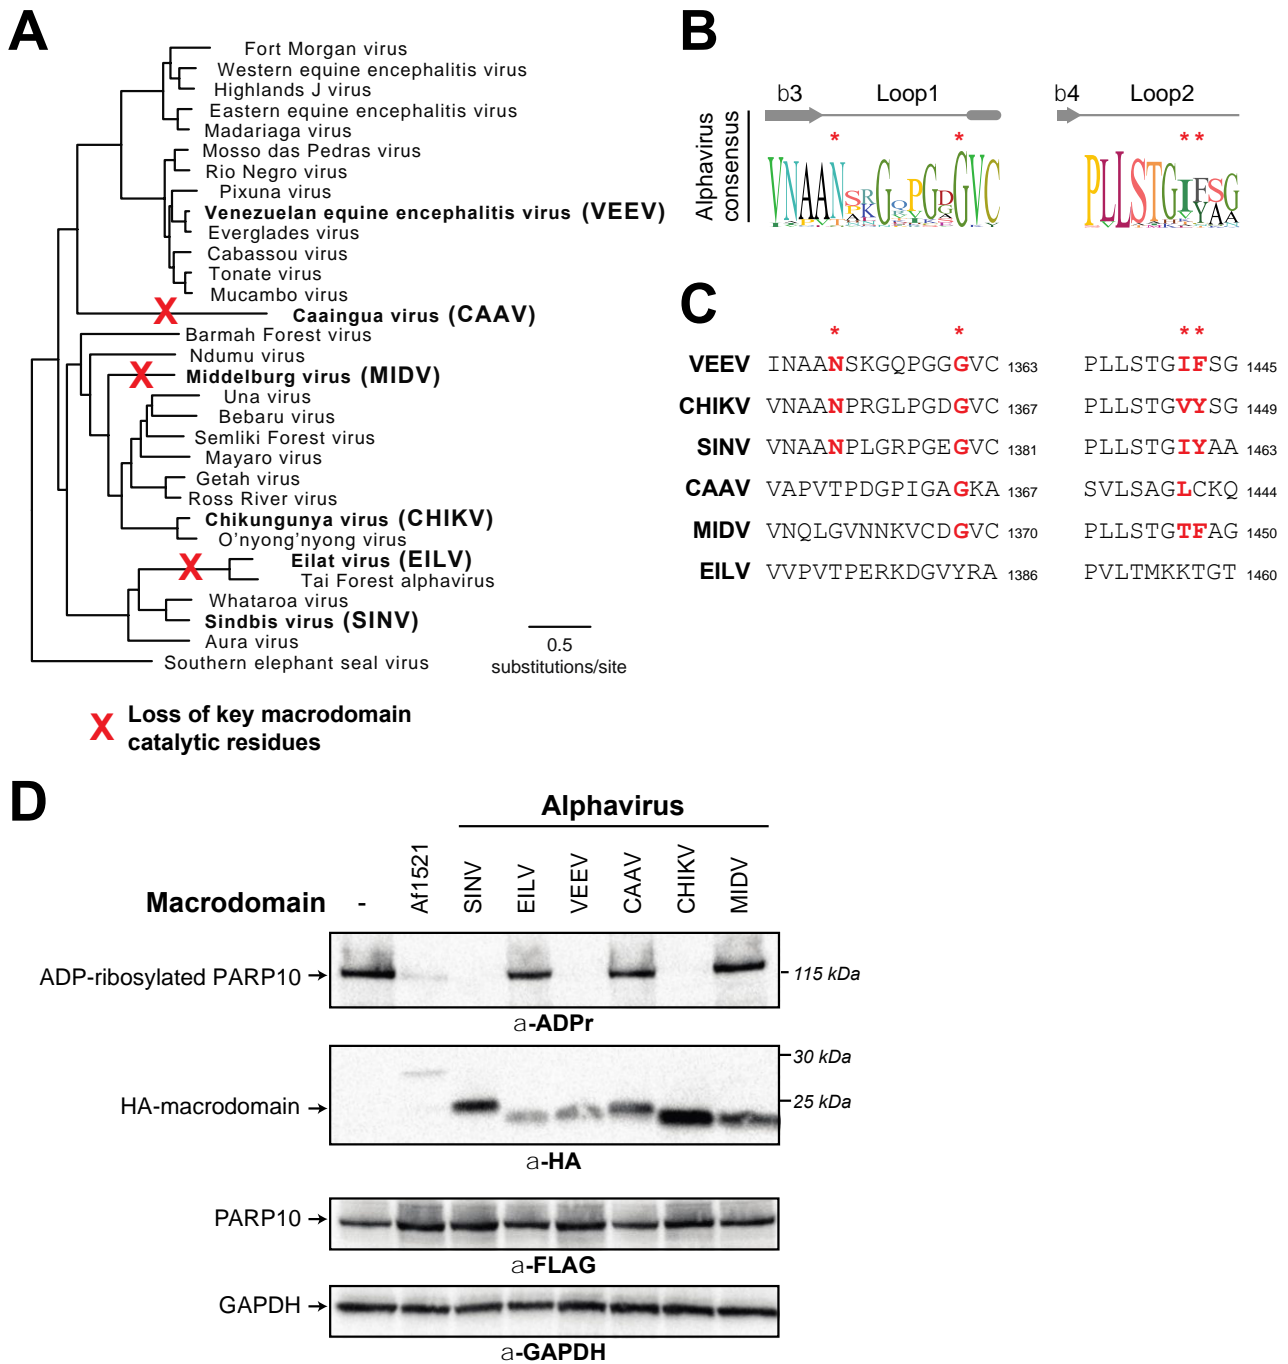 A
Fort Morgan virus
Western equine encephalitis virus
Highlands J virus
Eastern equine encephalitis virus
Madariaga virus
Mosso das Pedras virus
Rio Negro virus
Pixuna virus
Venezuelan equine encephalitis virus (VEEV)
Everglades virus
Cabassou virus
Tonate virus
Mucambo virus
X
Caaingua virus (CAAV)
Barmah Forest virus
Ndumu virus
X
Middelburg virus (MIDV)
Una virus
Bebaru virus
Semliki Forest virus
Mayaro virus
Getah virus
Ross River virus
Chikungunya virus (CHIKV)
O'nyong'nyong virus
X
Eilat virus (EILV)
Tai Forest alphavirus
Whataroa virus
Sindbis virus (SINV)
Aura virus
Southern elephant seal virus
0.5
substitutions/site
X Loss of key macrodomain
catalytic residues
B
b3 Loop1 b4 Loop2
* * **
Alphavirus
consensus
C
* * **
VEEV INAANSKGQPGGGVC 1363 PLLSTGIFSG 1445
CHIKV VNAANPRGLPGDGVC 1367 PLLSTGVYSG 1449
SINV VNAANPLGRPGEGVC 1381 PLLSTGIYAA 1463
CAAV VAPVTPDGPIGAGKA 1367 SVLSAGLCKQ 1444
MIDV VNQLGVNNKVCDGVC 1370 PLLSTGTFAG 1450
EILV VVPVTPERKDGVYRA 1386 PVLTMKKTGT 1460
D
Alphavirus
Macrodomain - Af1521 SINV EILV VEEV CAAV CHIKV MIDV
ADP-ribosylated PARP10 → 115 kDa
a-ADPr
30 kDa
HA-macrodomain → 25 kDa
a-HA
PARP10 →
a-FLAG
GAPDH →
a-GAPDH